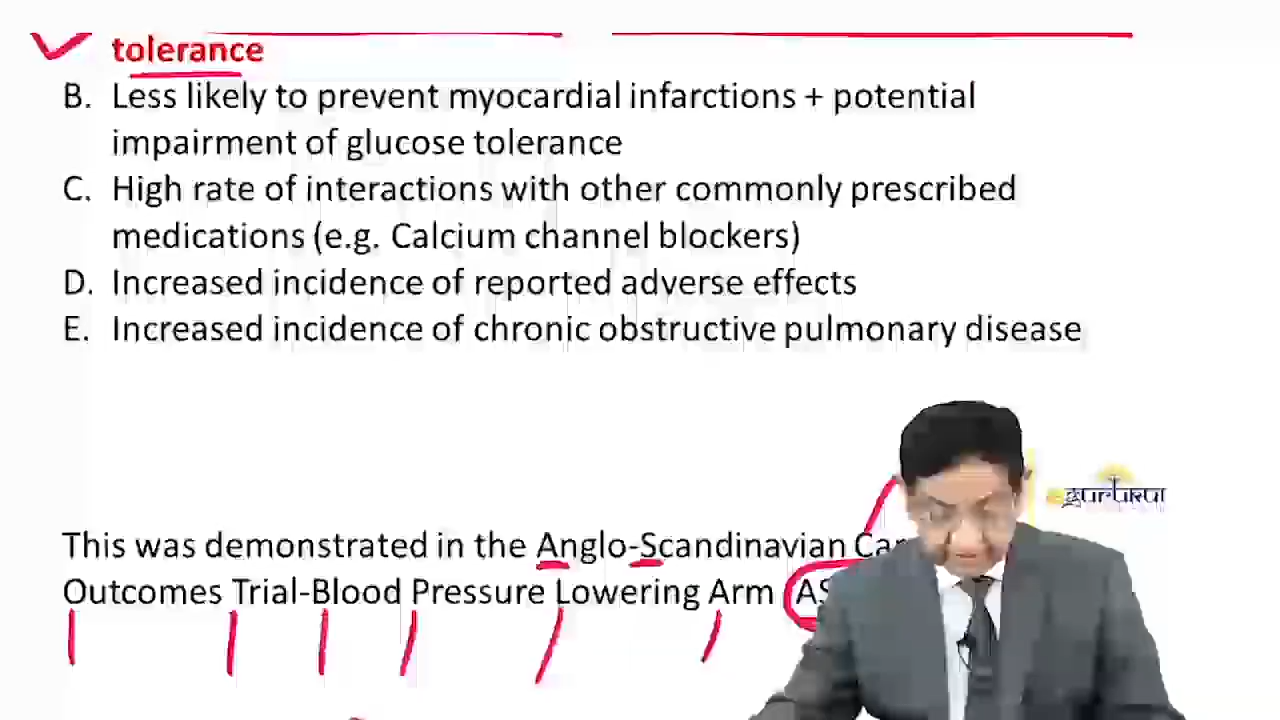 tolerance
B. Less likely to prevent myocardial infarctions + potential
impairment of glucose tolerance
C. High rate of interactions with other commonly prescribed
medications (e.g. Calcium channel blockers)
D. Increased incidence of reported adverse effects
E. Increased incidence of chronic obstructive pulmonary disease
egurukul
This was demonstrated in the Anglo-Scandinavian
Outcomes Trial-Blood Pressure Lowering Arm